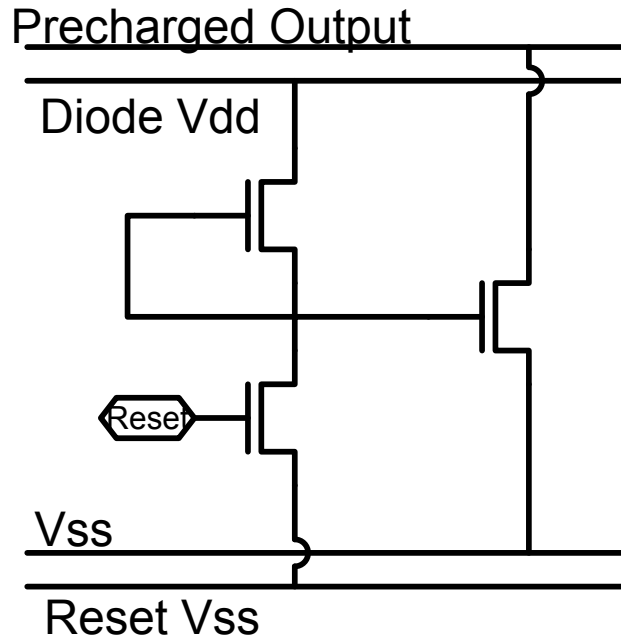 Precharged Output
Diode Vdd
Reset
Vss
Reset Vss